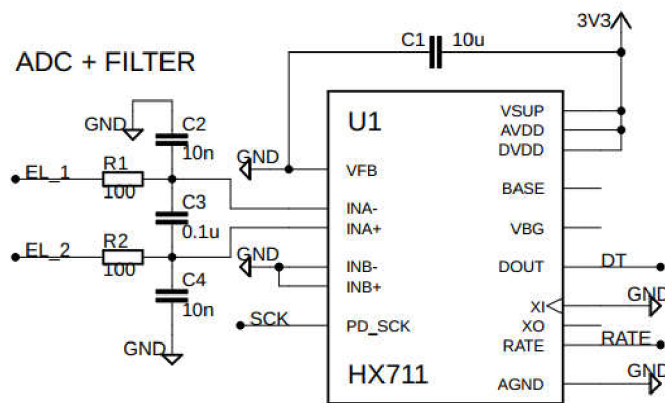 3V3
C1 10u
ADC + FILTER
U1
GND
C2
10n
VSUP
AVDD
DVDD
GND
VFB
EL_1
R1
100
BASE
C3
0.1u
INA-
INA+
VBG
EL_2
R2
100
GND
INB-
INB+
DOUT
DT
C4
10n
XI
GND
SCK
PD_SCK
XO
RATE
RATE
GND
HX711
AGND
GND